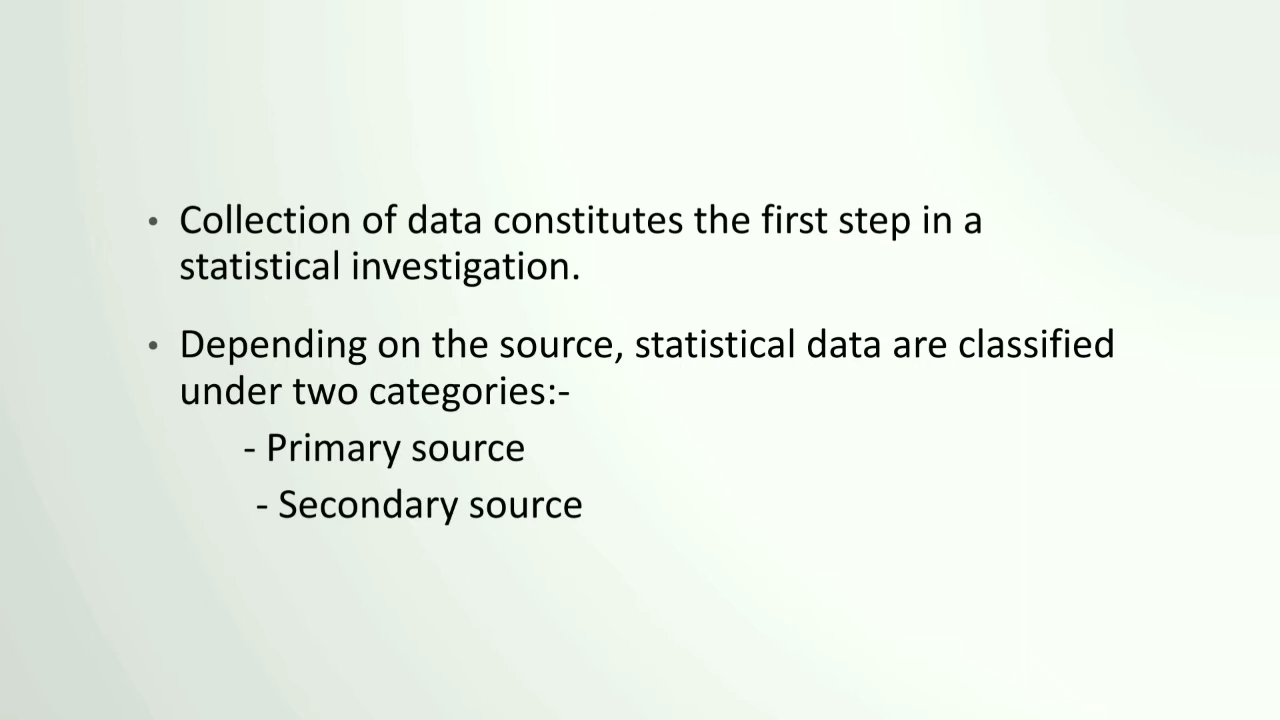 • Collection of data constitutes the first step in a
statistical investigation.
• Depending on the source, statistical data are classified
under two categories:-
- Primary source
- Secondary source